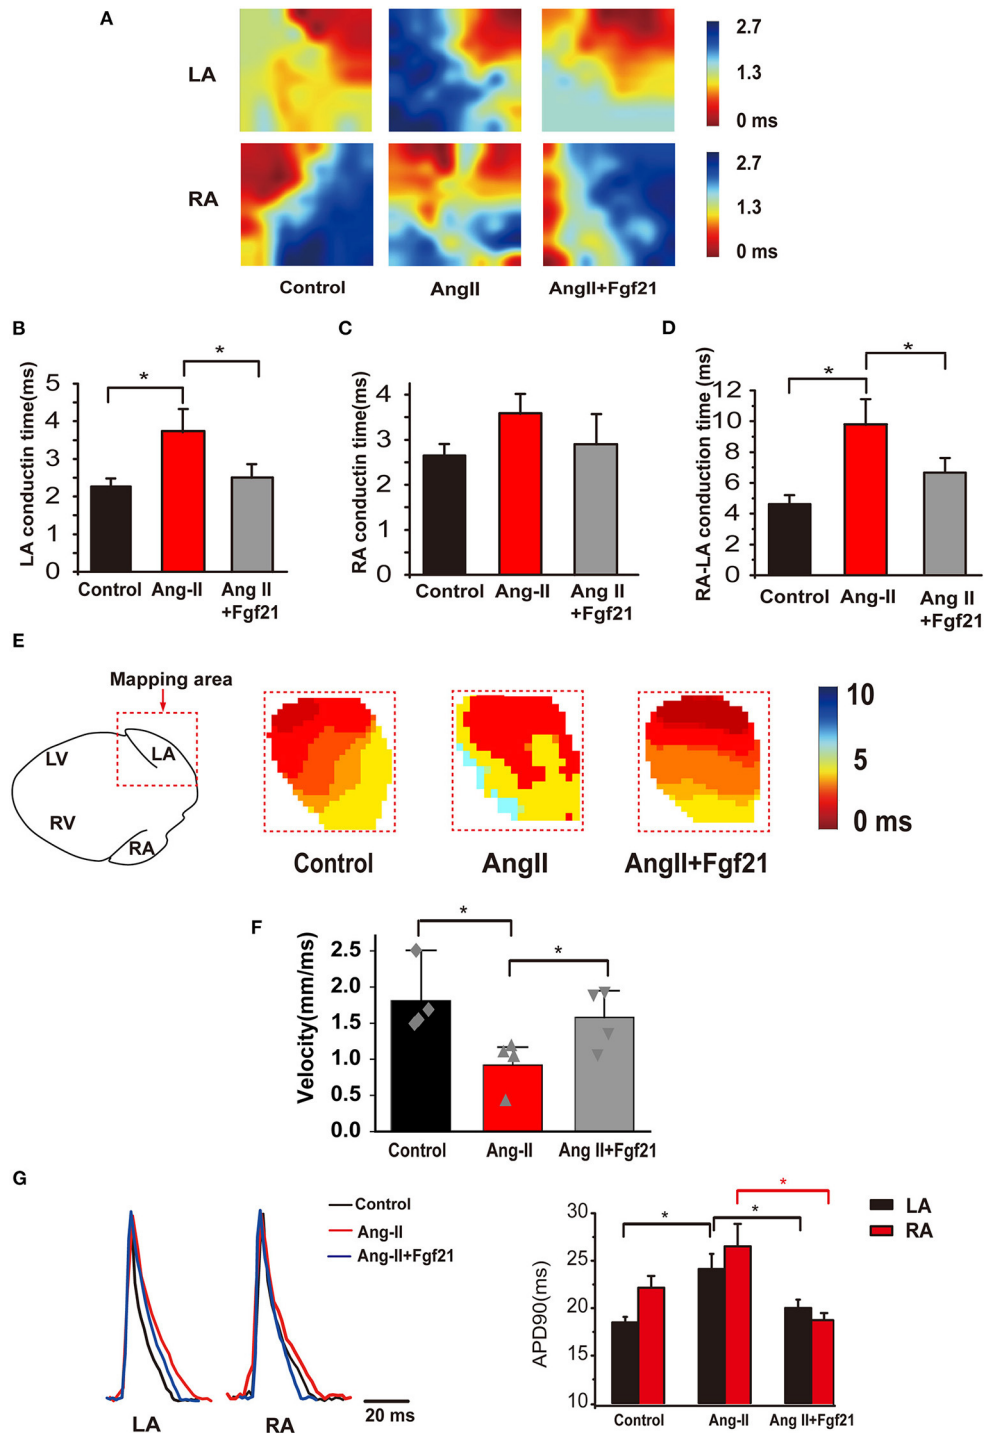 A
LA
2.7
1.3
0 ms
RA
2.7
1.3
0 ms
Control
AngII
AngII+Fgf21
B
LA conductin time(ms)
5
4
3
2
1
0
*
*
Control
Ang-II
Ang II
+Fgf21
C
RA conductin time(ms)
4
3
2
1
0
Control
Ang-II
Ang II
+Fgf21
D
RA-LA conduction time (ms)
12
10
8
6
4
2
0
*
*
Control
Ang-II
Ang II
+Fgf21
E
Mapping area
LV
LA
RV
RA
Control
AngII
AngII+Fgf21
10
5
0 ms
F
Velocity(mm/ms)
2.5
2.0
1.5
1.0
0.5
0.0
*
*
Control
Ang-II
Ang II+Fgf21
G
Control
Ang-II
Ang-II+Fgf21
LA
RA
20 ms
APD90(ms)
30
25
20
15
10
*
*
*
LA
RA
Control
Ang-II
Ang II+Fgf21